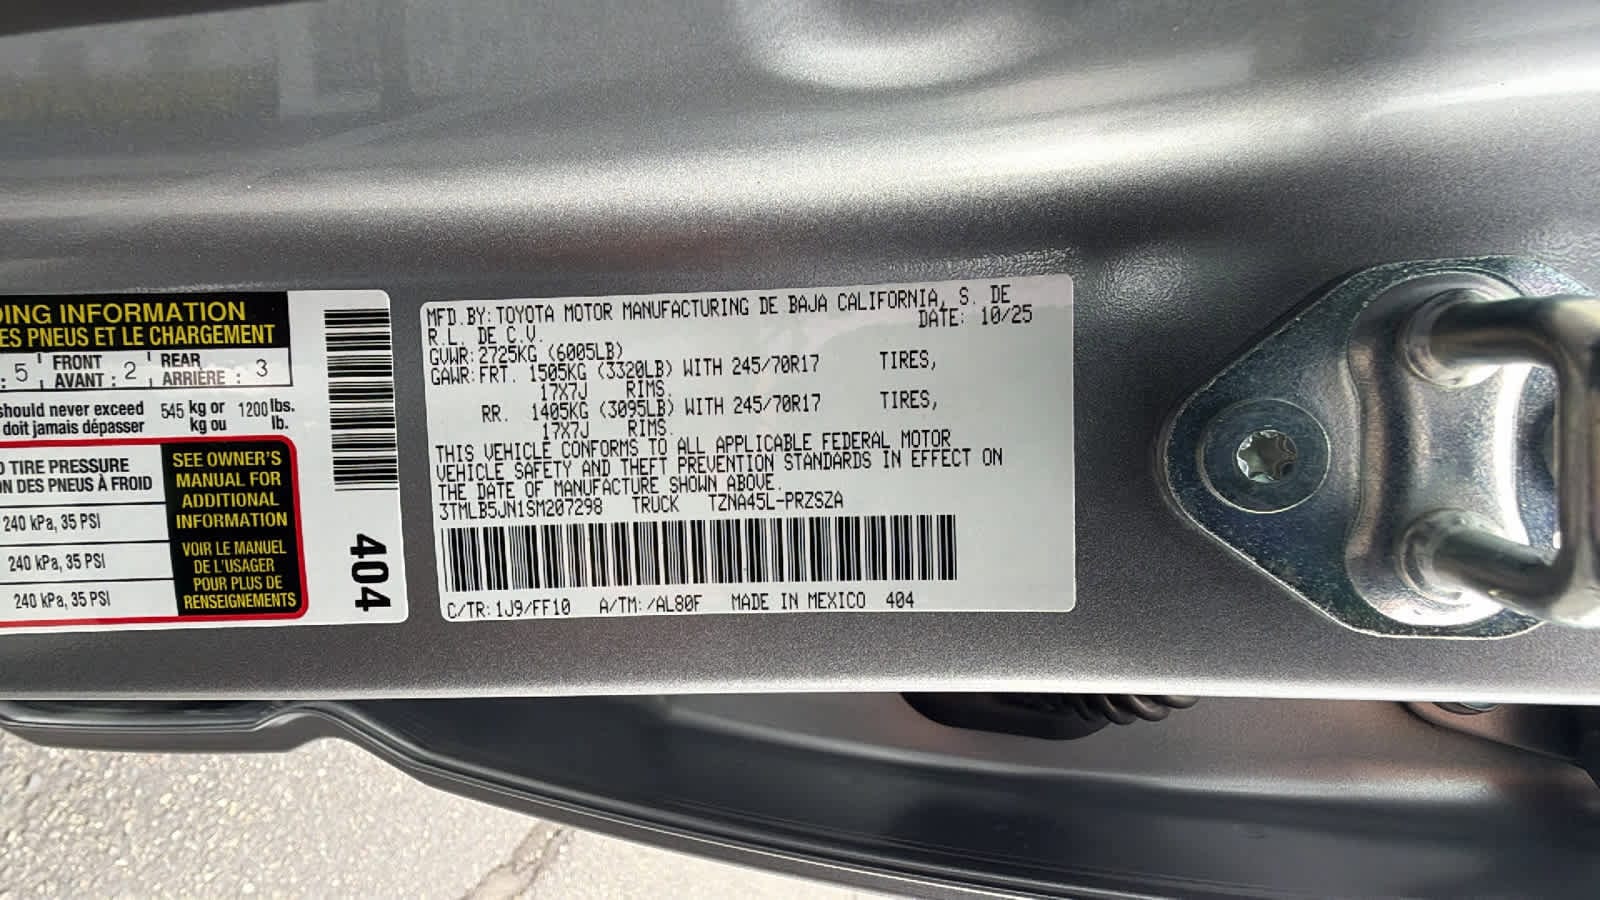 ING INFORMATION
ES PNEUS ET LE CHARGEMENT
: 5 FRONT AVANT : 2 REAR ARRIÈRE : 3
should never exceed 545 kg or 1200 lbs.
doit jamais dépasser kg ou lb.
TIRE PRESSURE
DES PNEUS À FROID
240 kPa, 35 PSI
240 kPa, 35 PSI
240 kPa, 35 PSI
SEE OWNER'S
MANUAL FOR
ADDITIONAL
INFORMATION
VOIR LE MANUEL
DE L'USAGER
POUR PLUS DE
RENSEIGNEMENTS
404
MFD.BY: TOYOTA MOTOR MANUFACTURING DE BAJA CALIFORNIA, S. DE
R.L. DE C.V. DATE: 10/25
GVWR: 2725KG (6005LB)
GAWR: FRT. 1505KG (3320LB) WITH 245/70R17 TIRES,
17X7J RIMS.
RR. 1405KG (3095LB) WITH 245/70R17 TIRES,
17X7J RIMS.
THIS VEHICLE CONFORMS TO ALL APPLICABLE FEDERAL MOTOR
VEHICLE SAFETY AND THEFT PREVENTION STANDARDS IN EFFECT ON
THE DATE OF MANUFACTURE SHOWN ABOVE.
3TMLB5JN1SM207298 TRUCK TZNA45L-PRZSZA
C/TR: 1J9/FF10 A/TM: /AL80F MADE IN MEXICO 404